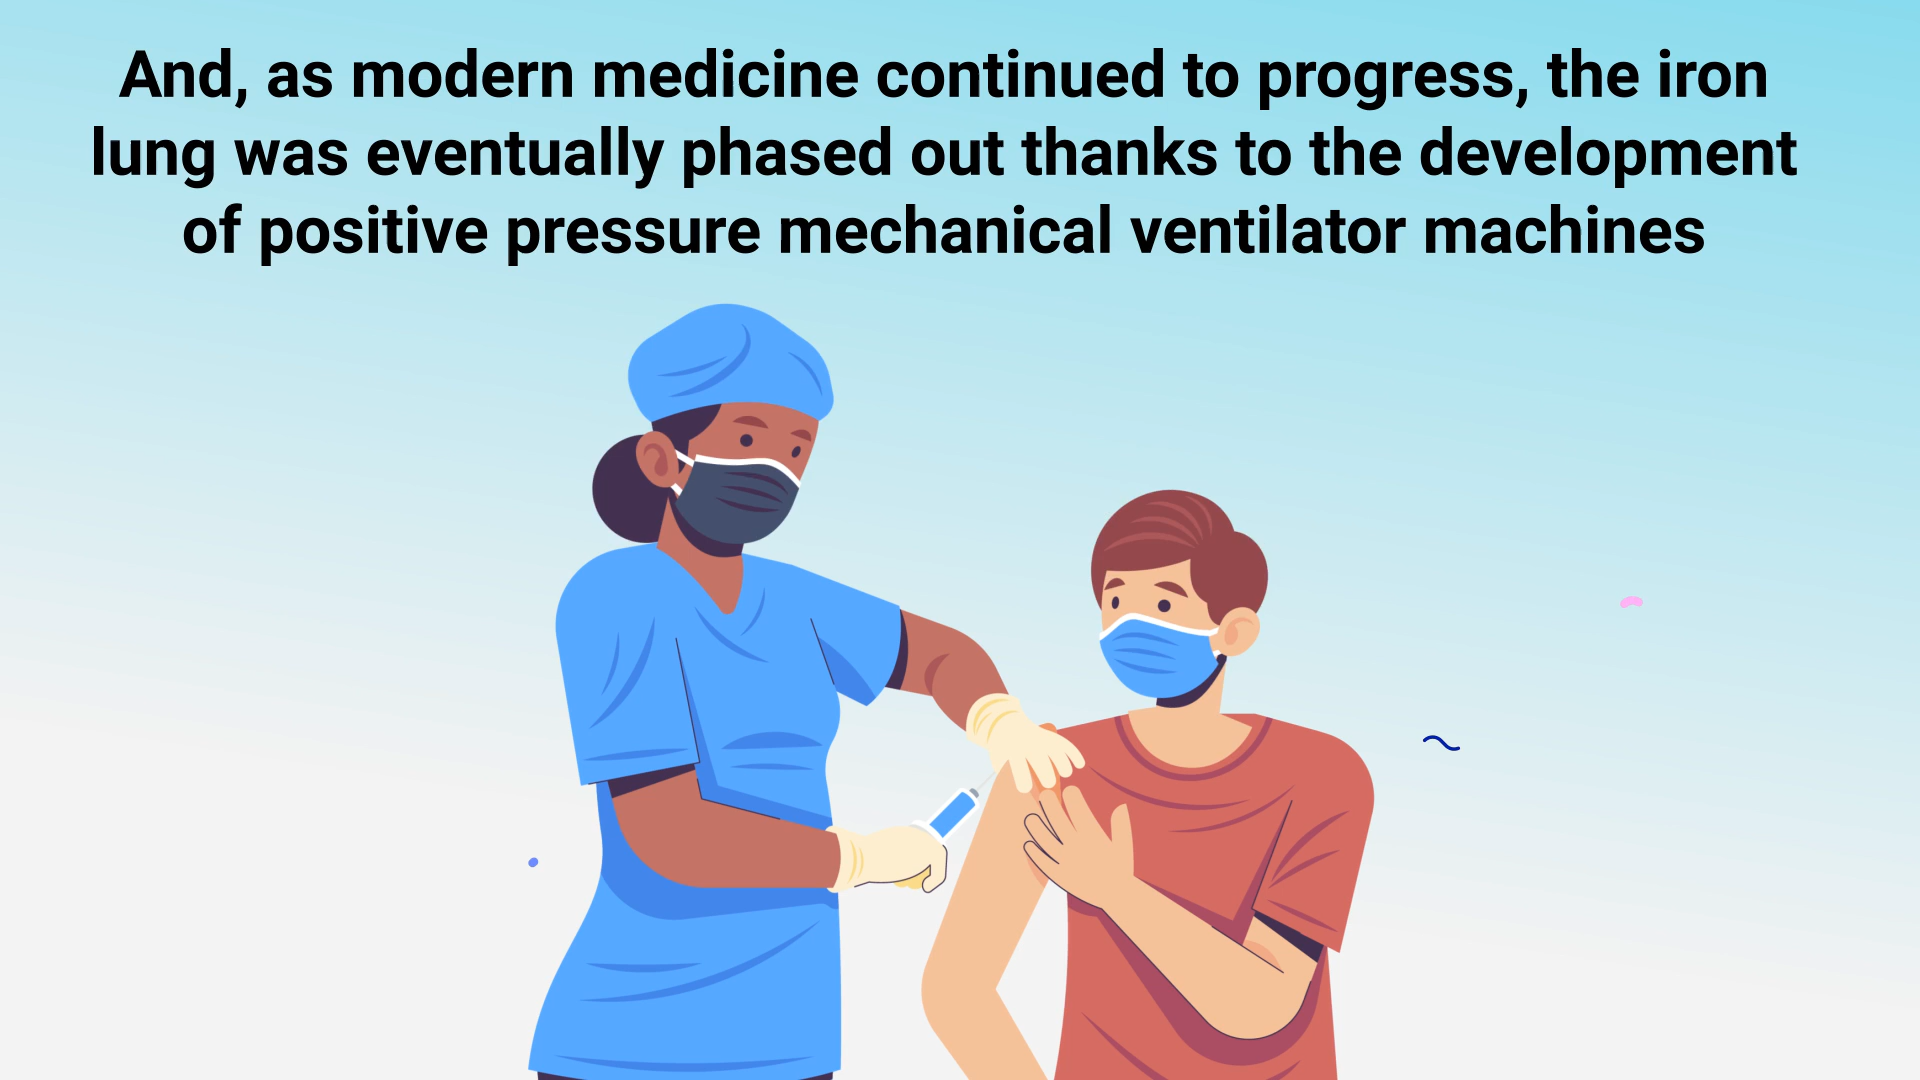 And, as modern medicine continued to progress, the iron
lung was eventually phased out thanks to the development
of positive pressure mechanical ventilator machines